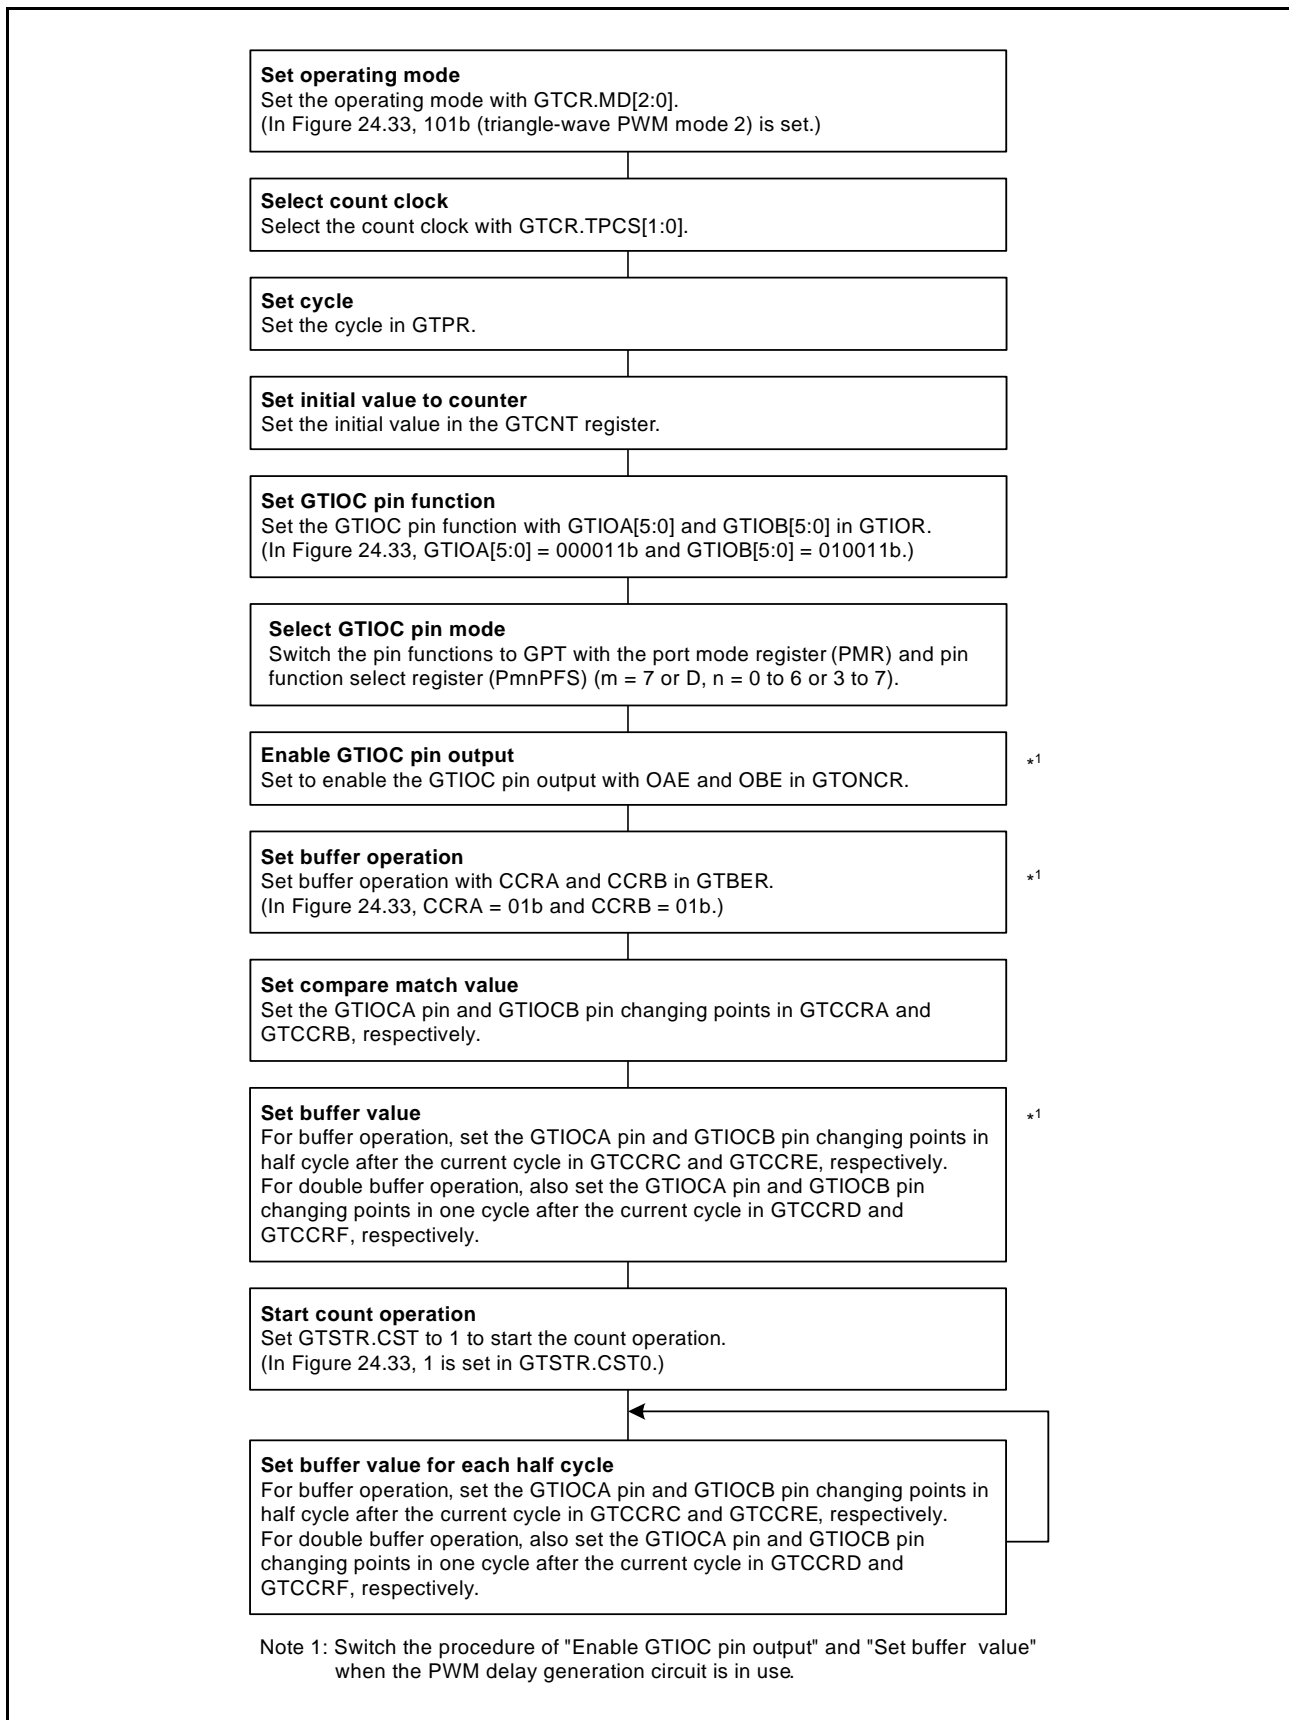 Set operating mode
Set the operating mode with GTCR.MD[2:0].
(In Figure 24.33, 101b (triangle-wave PWM mode 2) is set.)
Select count clock
Select the count clock with GTCR.TPCS[1:0].
Set cycle
Set the cycle in GTPR.
Set initial value to counter
Set the initial value in the GTCNT register.
Set GTIOC pin function
Set the GTIOC pin function with GTIOA[5:0] and GTIOB[5:0] in GTIOR.
(In Figure 24.33, GTIOA[5:0] = 000011b and GTIOB[5:0] = 010011b.)
Select GTIOC pin mode
Switch the pin functions to GPT with the port mode register (PMR) and pin
function select register (PmnPFS) (m = 7 or D, n = 0 to 6 or 3 to 7).
Enable GTIOC pin output
Set to enable the GTIOC pin output with OAE and OBE in GTONCR.
*1
Set buffer operation
Set buffer operation with CCRA and CCRB in GTBER.
(In Figure 24.33, CCRA = 01b and CCRB = 01b.)
*1
Set compare match value
Set the GTIOCA pin and GTIOCB pin changing points in GTCCRA and
GTCCRB, respectively.
Set buffer value
For buffer operation, set the GTIOCA pin and GTIOCB pin changing points in
half cycle after the current cycle in GTCCRC and GTCCRE, respectively.
For double buffer operation, also set the GTIOCA pin and GTIOCB pin
changing points in one cycle after the current cycle in GTCCRD and
GTCCRF, respectively.
*1
Start count operation
Set GTSTR.CST to 1 to start the count operation.
(In Figure 24.33, 1 is set in GTSTR.CST0.)
Set buffer value for each half cycle
For buffer operation, set the GTIOCA pin and GTIOCB pin changing points in
half cycle after the current cycle in GTCCRC and GTCCRE, respectively.
For double buffer operation, also set the GTIOCA pin and GTIOCB pin
changing points in one cycle after the current cycle in GTCCRD and
GTCCRF, respectively.
Note 1: Switch the procedure of "Enable GTIOC pin output" and "Set buffer value"
when the PWM delay generation circuit is in use.